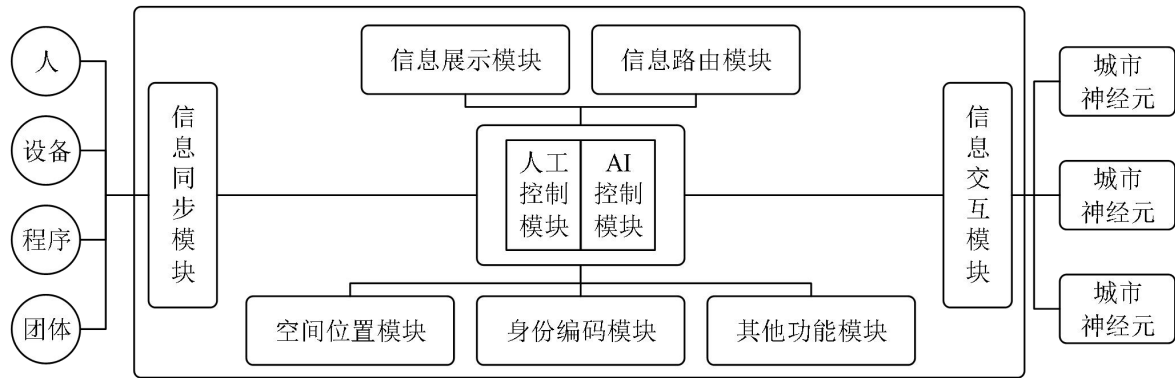 人
设备
程序
团体
信息同步模块
信息展示模块
信息路由模块
人工
控制
模块
AI
控制
模块
空间位置模块
身份编码模块
其他功能模块
信息交互模块
城市
神经元
城市
神经元
城市
神经元